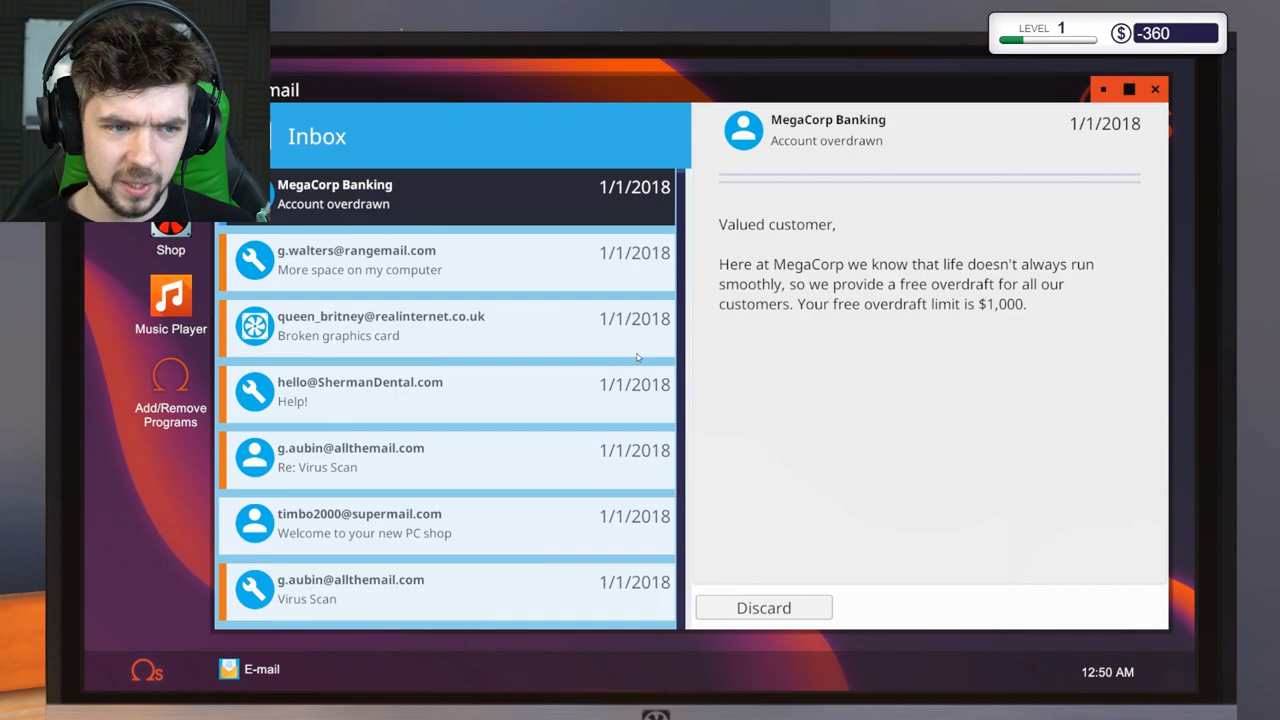 LEVEL 1
$ -360
mail
Inbox
MegaCorp Banking
1/1/2018
Account overdrawn
g.walters@rangemail.com
1/1/2018
More space on my computer
queen_britney@realinternet.co.uk
1/1/2018
Broken graphics card
hello@ShermanDental.com
1/1/2018
Help!
g.aubin@allthemail.com
1/1/2018
Re: Virus Scan
timbo2000@supermail.com
1/1/2018
Welcome to your new PC shop
g.aubin@allthemail.com
1/1/2018
Virus Scan
MegaCorp Banking
1/1/2018
Account overdrawn
Valued customer,
Here at MegaCorp we know that life doesn't always run
smoothly, so we provide a free overdraft for all our
customers. Your free overdraft limit is $1,000.
Discard
Shop
Music Player
Add/Remove
Programs
Ωs
E-mail
12:50 AM